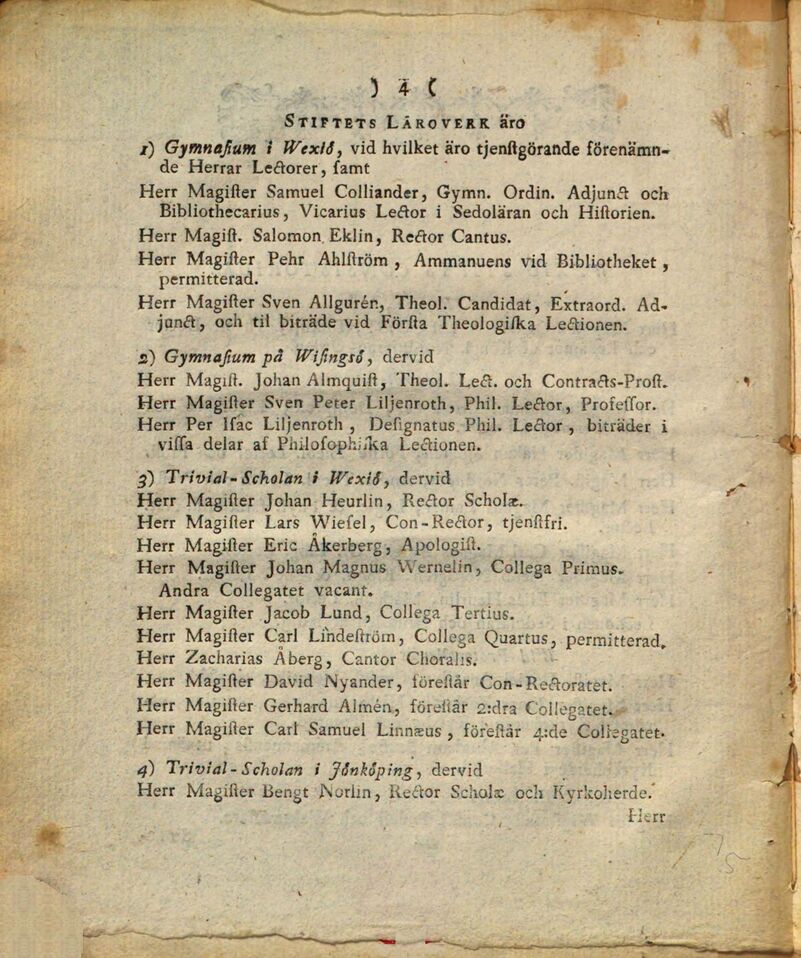 ) 4 (
STIFTETS LÄROVERK äro
1) Gymnaſium i Wexiö, vid hvilket äro tjenſtgörande förenämn-
de Herrar Lectorer, ſamt
Herr Magiſter Samuel Colliander, Gymn. Ordin. Adjunct och
Bibliothecarius, Vicarius Lector i Sedoläran och Hiſtorien.
Herr Magiſt. Salomon Eklin, Rector Cantus.
Herr Magiſter Pehr Ahlſtröm , Ammanuens vid Bibliotheket ,
permitterad.
Herr Magiſter Sven Allgurén, Theol. Candidat, Extraord. Ad-
junct, och til biträde vid Förſta Theologiſka Lectionen.
2) Gymnaſium på Wiſingsö, dervid
Herr Magiſt. Johan Almquiſt, Theol. Lect. och Contracts-Proſt.
Herr Magiſter Sven Peter Liljenroth, Phil. Lector, Profeſſor.
Herr Per Iſac Liljenroth , Deſignatus Phil. Lector , biträder i
viſſa delar af Philoſophiſka Lectionen.
3) Trivial-Scholan i Wexiö, dervid
Herr Magiſter Johan Heurlin, Rector Scholæ.
Herr Magiſter Lars Wieſel, Con-Rector, tjenſtfri.
Herr Magiſter Eric Åkerberg, Apologiſt.
Herr Magiſter Johan Magnus Wernelin, Collega Primus.
Andra Collegatet vacant.
Herr Magiſter Jacob Lund, Collega Tertius.
Herr Magiſter Carl Lindeſtröm, Collega Quartus, permitterad.
Herr Zacharias Åberg, Cantor Choralis.
Herr Magiſter David Nyander, föreſtår Con-Rectoratet.
Herr Magiſter Gerhard Almén, föreſtår 2:dra Collegatet.
Herr Magiſter Carl Samuel Linnæus , föreſtår 4:de Collegatet.
4) Trivial-Scholan i Jönköping, dervid
Herr Magiſter Bengt Norlin, Rector Scholæ och Kyrkoherde.
Herr